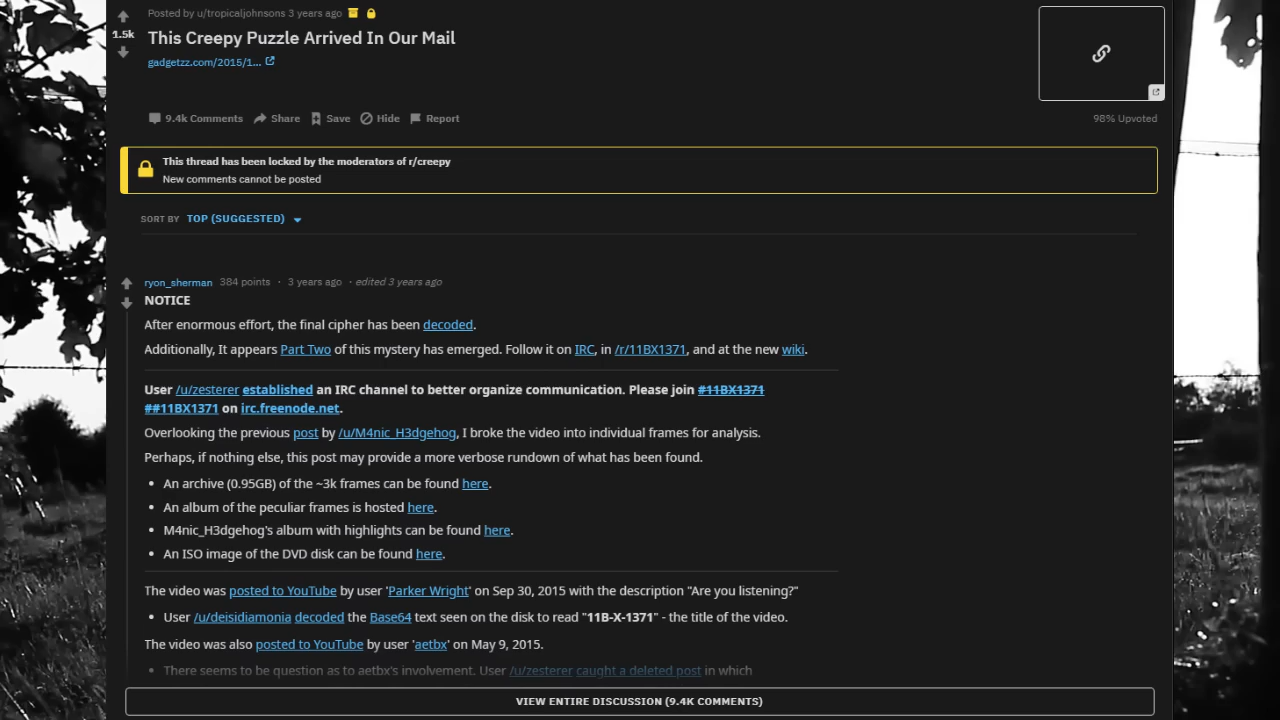 Posted by u/tropicaljohnsons 3 years ago
1.5k
This Creepy Puzzle Arrived In Our Mail
gadgetzz.com/2015/1...
9.4k Comments Share Save Hide Report 98% Upvoted
This thread has been locked by the moderators of r/creepy
New comments cannot be posted
SORT BY TOP (SUGGESTED)
ryon_sherman 384 points · 3 years ago · edited 3 years ago
NOTICE
After enormous effort, the final cipher has been decoded.
Additionally, It appears Part Two of this mystery has emerged. Follow it on IRC, in /r/11BX1371, and at the new wiki.
User /u/zesterer established an IRC channel to better organize communication. Please join #11BX1371
##11BX1371 on irc.freenode.net.
Overlooking the previous post by /u/M4nic_H3dgehog, I broke the video into individual frames for analysis.
Perhaps, if nothing else, this post may provide a more verbose rundown of what has been found.
• An archive (0.95GB) of the ~3k frames can be found here.
• An album of the peculiar frames is hosted here.
• M4nic_H3dgehog's album with highlights can be found here.
• An ISO image of the DVD disk can be found here.
The video was posted to YouTube by user 'Parker Wright' on Sep 30, 2015 with the description "Are you listening?"
• User /u/deisidiamonia decoded the Base64 text seen on the disk to read "11B-X-1371" - the title of the video.
The video was also posted to YouTube by user 'aetbx' on May 9, 2015.
• There seems to be question as to aetbx's involvement. User /u/zesterer caught a deleted post in which
VIEW ENTIRE DISCUSSION (9.4K COMMENTS)